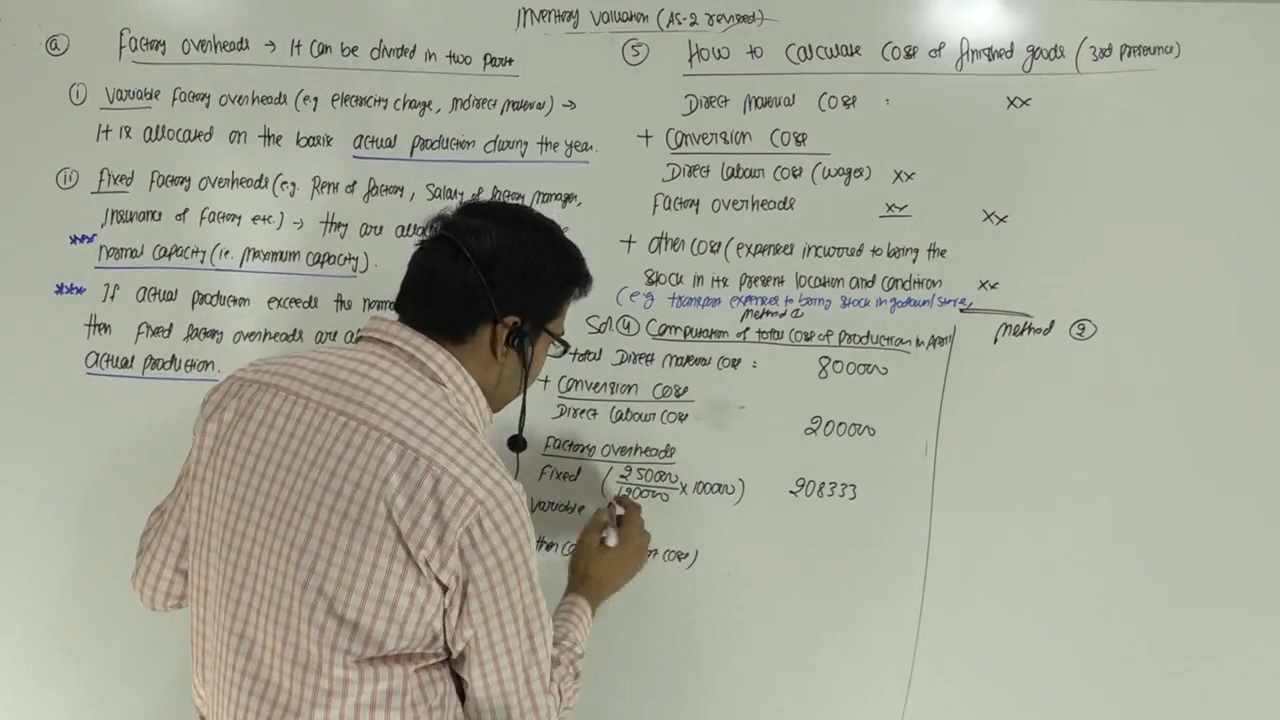 Inventory Valuation (AS-2 revised)
ⓐ Factory overheads → It can be divided in two part
ⓘ Variable Factory overheads (e.g electricity charge, Indirect Material) →
It is allocated on the basis actual production during the year.
ⓘⓘ Fixed Factory overheads (e.g. Rent of factory, Salary of factory manager,
Insurance of Factory etc.) → they are
*** normal capacity (i.e. Maximum capacity).
*** If actual production exceeds the
then Fixed factory overheads are
actual production.
⑤ How to calculate Cost of finished goods (3rd preference)
Direct Material Cost : xx
+ Conversion Cost
Direct Labour Cost (wages) xx
Factory overheads xx xx
+ other Cost (expenses incurred to bring the
Stock in its present location and condition xx
(e.g transport expenses to bring stock in godown/store,
Method 1
Sol. ④ Computation of total Cost of Production in April
total Direct Material Cost : 800000
+ Conversion Cost
Direct Labour Cost 200000
Factory overheads
Fixed (250000/120000 × 100000) 208333
Variable
Cost)
Method ②